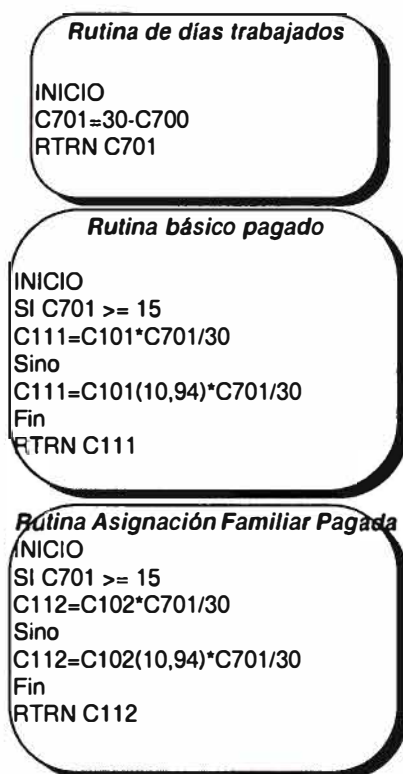 Rutina de días trabajados
INICIO
C701=30-C700
RTRN C701
Rutina básico pagado
INICIO
SI C701 >= 15
C111=C101*C701/30
Sino
C111=C101(10,94)*C701/30
Fin
RTRN C111
Rutina Asignación Familiar Pagada
INICIO
SI C701 >= 15
C112=C102*C701/30
Sino
C112=C102(10,94)*C701/30
Fin
RTRN C112